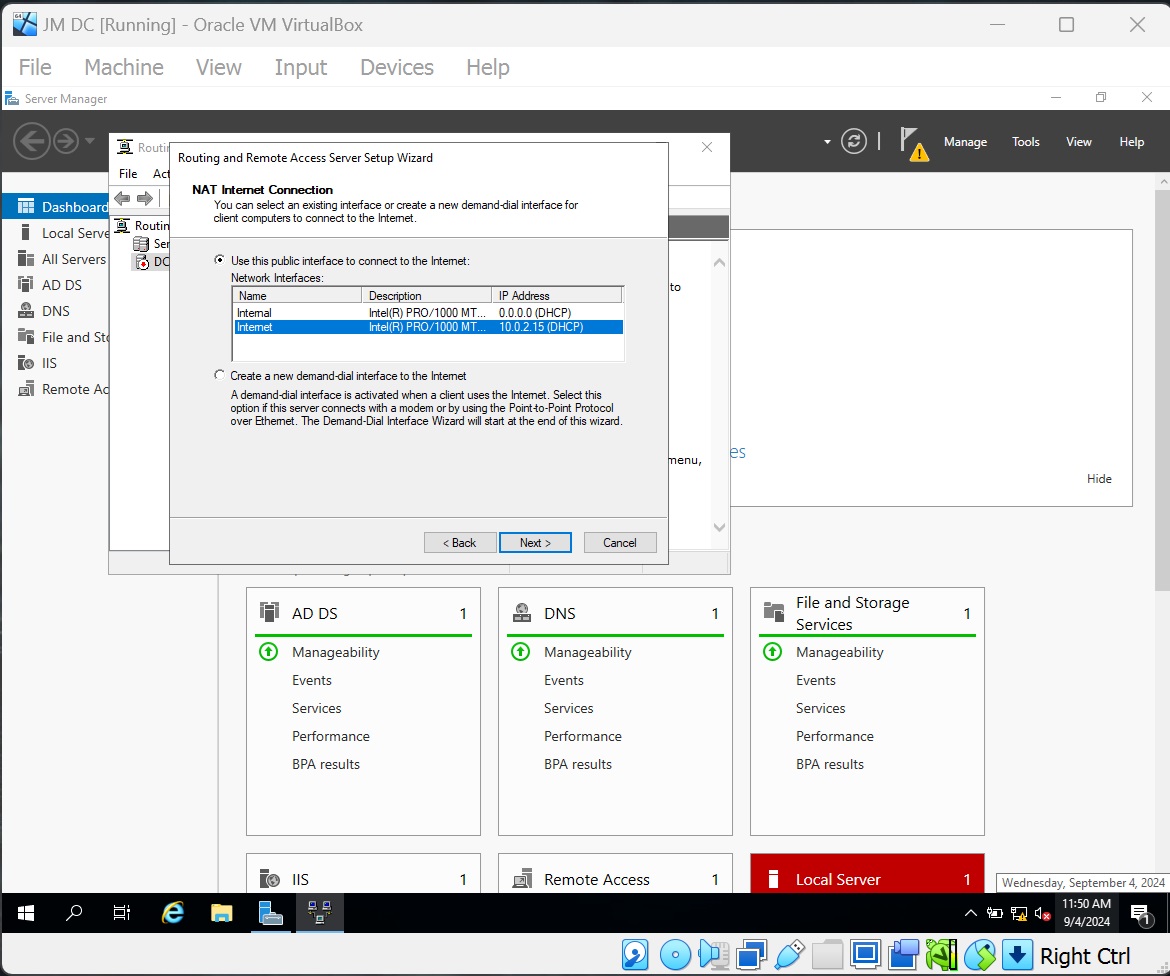 JM DC [Running] - Oracle VM VirtualBox
File Machine View Input Devices Help
Server Manager
Manage Tools View Help
Routin
File Act
Routin
Ser
DC
Routing and Remote Access Server Setup Wizard
NAT Internet Connection
You can select an existing interface or create a new demand-dial interface for
client computers to connect to the Internet.
Use this public interface to connect to the Internet:
Network Interfaces:
Name Description IP Address
Internal Intel(R) PRO/1000 MT... 0.0.0.0 (DHCP)
Internet Intel(R) PRO/1000 MT... 10.0.2.15 (DHCP)
Create a new demand-dial interface to the Internet
A demand-dial interface is activated when a client uses the Internet. Select this
option if this server connects with a modem or by using the Point-to-Point Protocol
over Ethernet. The Demand-Dial Interface Wizard will start at the end of this wizard.
< Back Next > Cancel
to
menu,
es
Hide
Dashboard
Local Serve
All Servers
AD DS
DNS
File and Sto
IIS
Remote Ac
AD DS 1
Manageability
Events
Services
Performance
BPA results
DNS 1
Manageability
Events
Services
Performance
BPA results
File and Storage
Services 1
Manageability
Events
Services
Performance
BPA results
IIS 1
Remote Access 1
Local Server 1
Wednesday, September 4, 2024
11:50 AM
9/4/2024
1
Right Ctrl